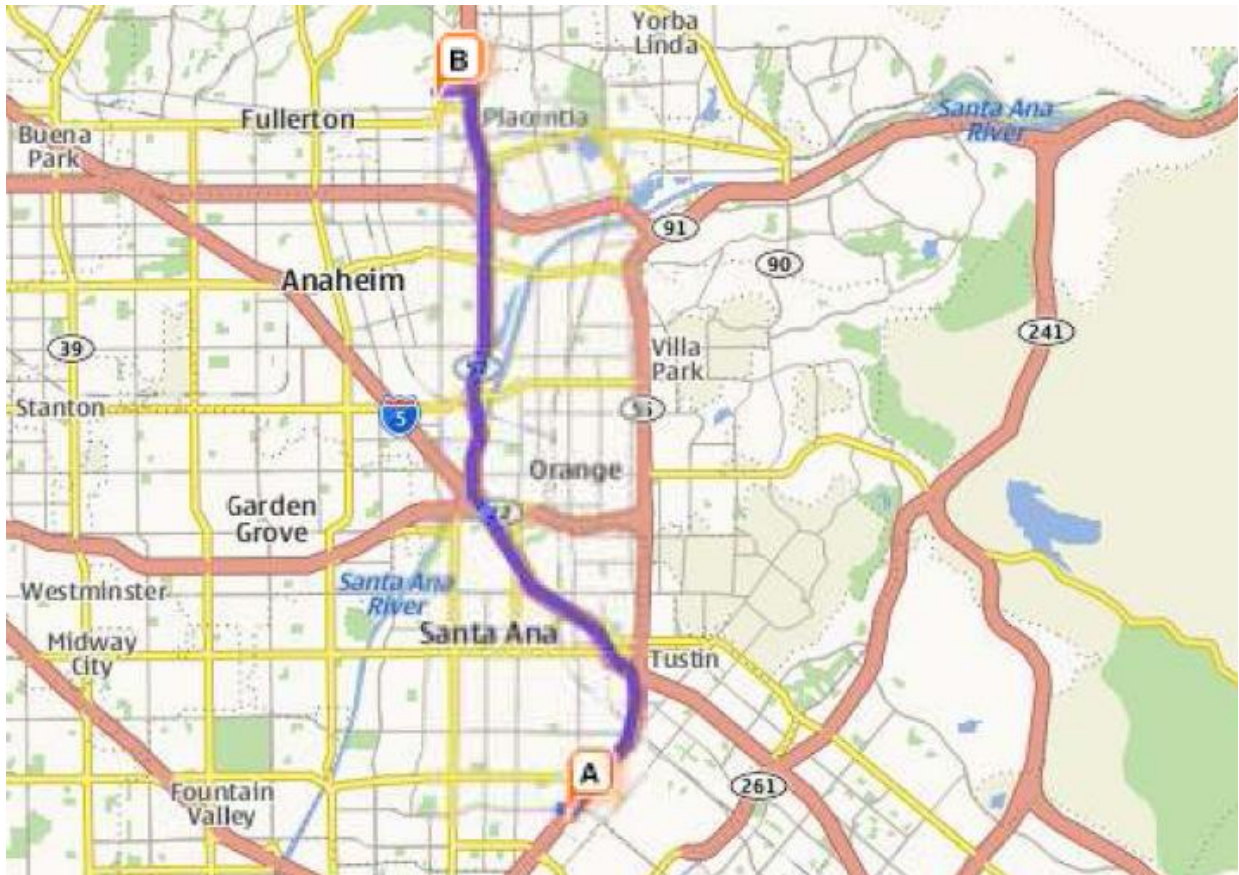 Yorba
Linda
B
Santa Ana
River
Fullerton
Placentia
Buena
Park
91
90
Anaheim
241
39
Villa
Park
57
Stanton
5
55
Orange
Garden
Grove
22
Santa Ana
River
Westminster
Santa Ana
Midway
City
Tustin
A
261
Fountain
Valley